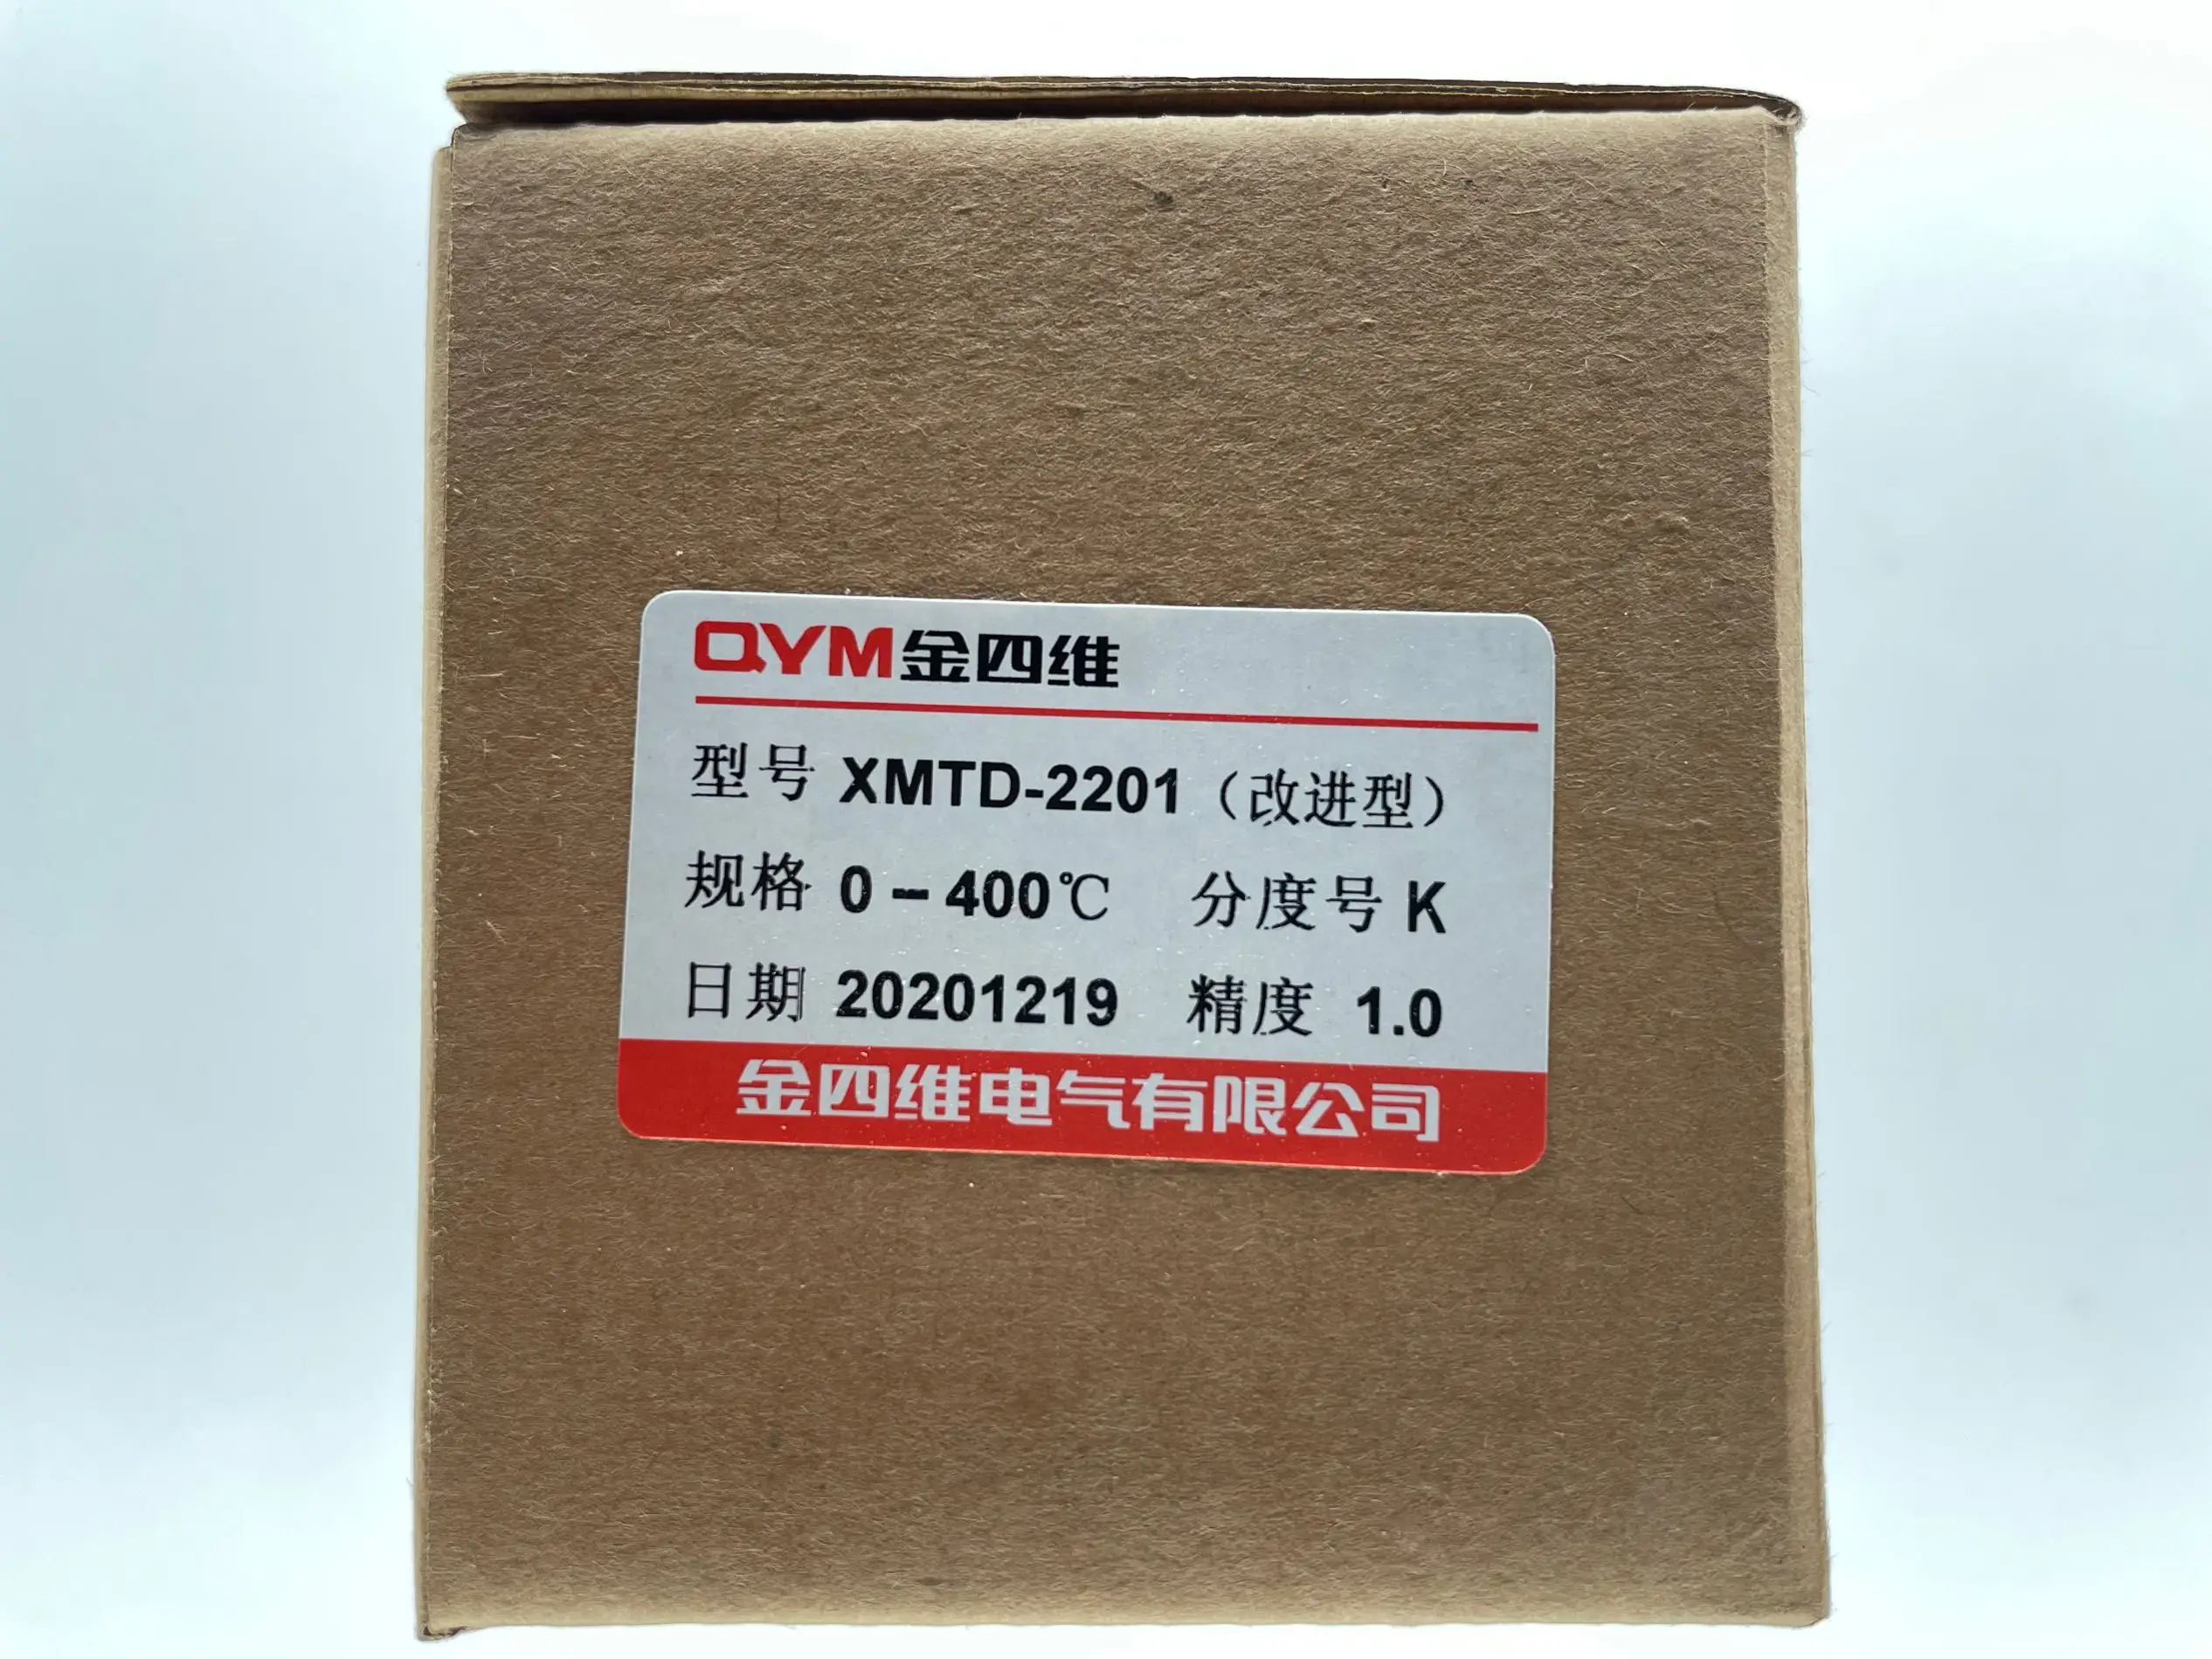 QYM金四维
型号 XMTD-2201（改进型）
规格 0－400℃ 分度号 K
日期 20201219 精度 1.0
金四维电气有限公司